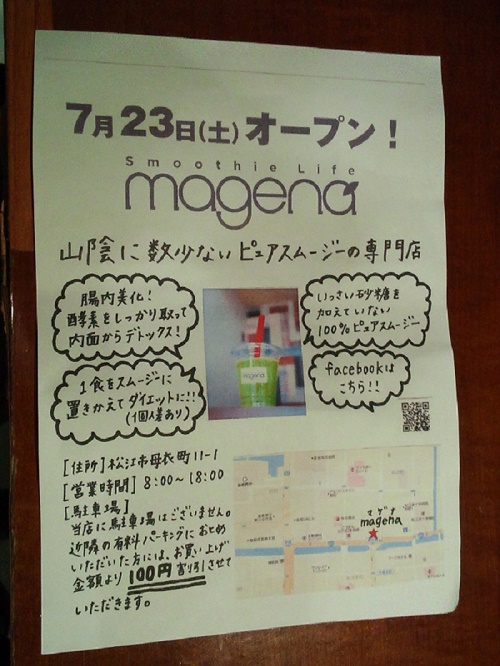 7月23日(土)オープン!
Smoothie Life
magena
山陰に数少ないピュアスムージーの専門店
腸内美化!
酵素をしっかり取って
内面からデトックス!
いっさい砂糖を
加えていない
100%ピュアスムージー
1食をスムージーに
置きかえてダイエットに!!
(個人差あり)
facebookは
こちら!!
magena
[住所]松江市母衣町11-1
[営業時間]8:00~18:00
[駐車場]
当店に駐車場はございません。
近隣の有料パーキングにおとめ
いただいた方には、お買い上げ
金額より100円割引させて
いただきます。
マゲナ
magena